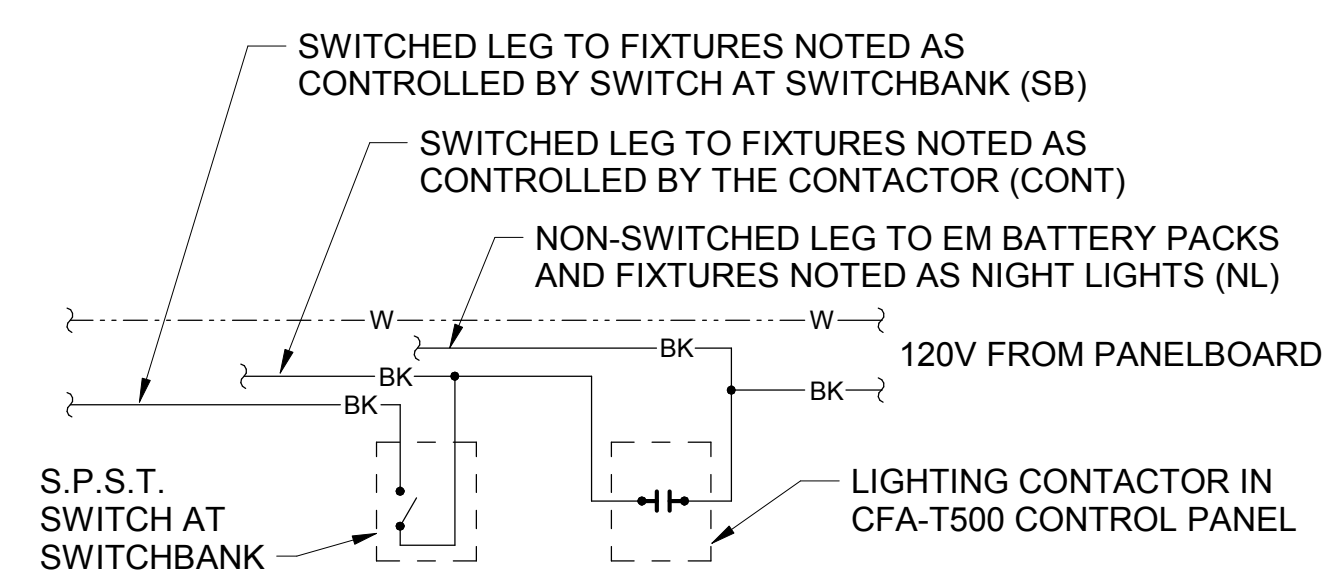 SWITCHED LEG TO FIXTURES NOTED AS
CONTROLLED BY SWITCH AT SWITCHBANK (SB)
SWITCHED LEG TO FIXTURES NOTED AS
CONTROLLED BY THE CONTACTOR (CONT)
NON-SWITCHED LEG TO EM BATTERY PACKS
AND FIXTURES NOTED AS NIGHT LIGHTS (NL)
W
W
BK
120V FROM PANELBOARD
BK
BK
BK
S.P.S.T.
SWITCH AT
SWITCHBANK
LIGHTING CONTACTOR IN
CFA-T500 CONTROL PANEL